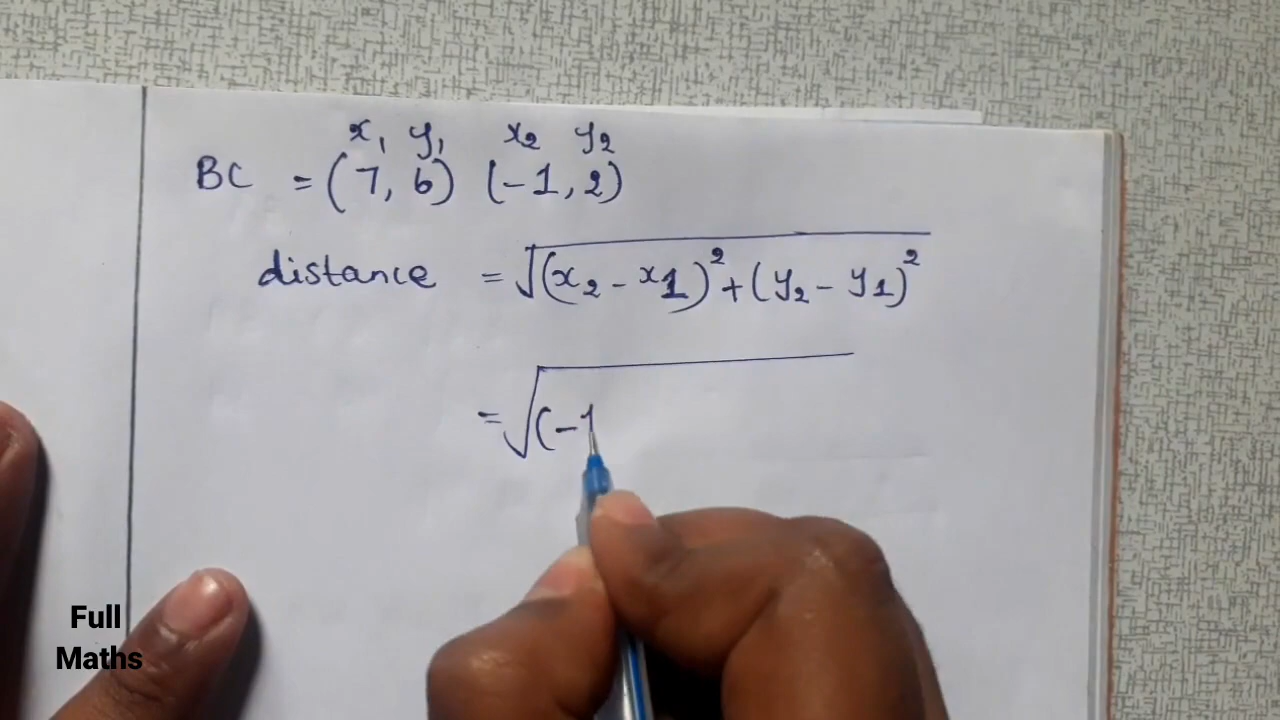 x₁ y₁ x₂ y₂
BC = (7, 6) (-1, 2)
distance = √(x₂ - x1)² + (y₂ - y1)²
= √(-1
Full
Maths